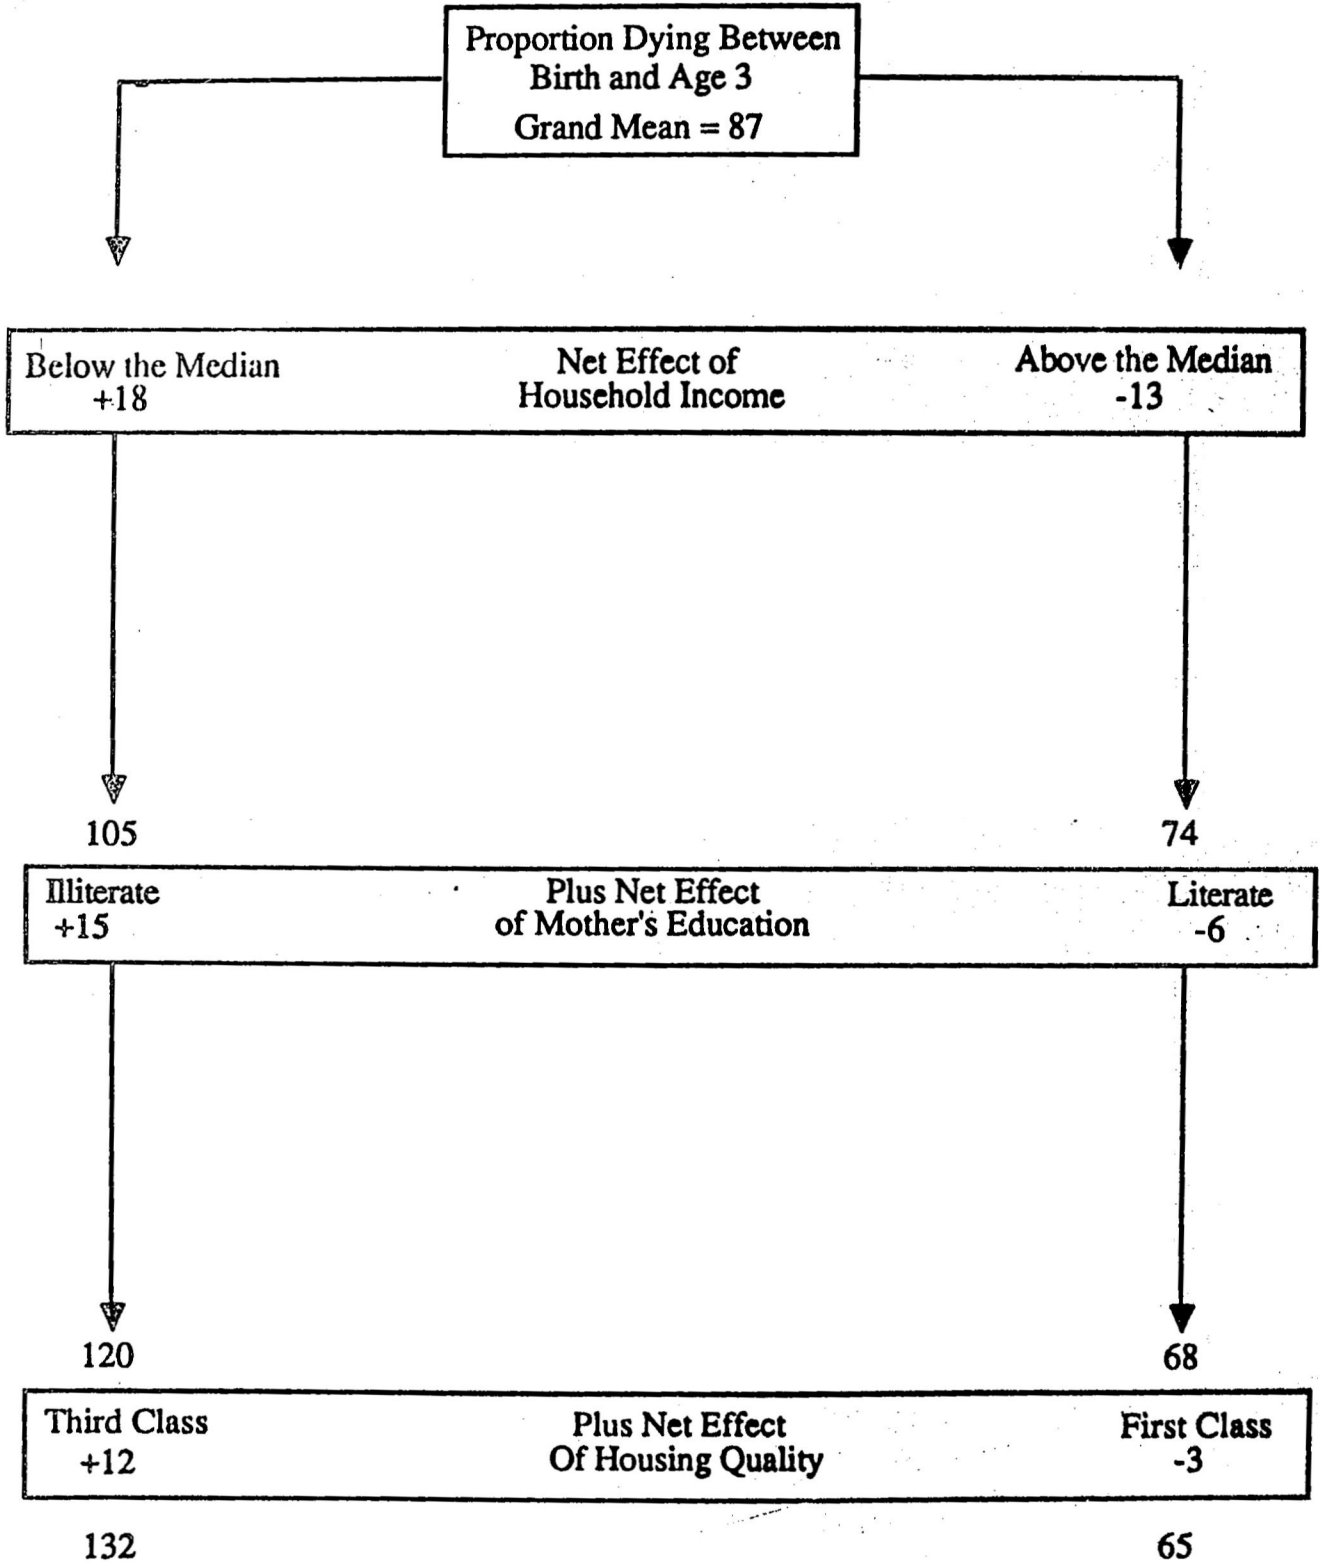 Proportion Dying Between
Birth and Age 3
Grand Mean = 87
Below the Median
+18
Net Effect of
Household Income
Above the Median
-13
105
74
Illiterate
+15
Plus Net Effect
of Mother's Education
Literate
-6
120
68
Third Class
+12
Plus Net Effect
Of Housing Quality
First Class
-3
132
65